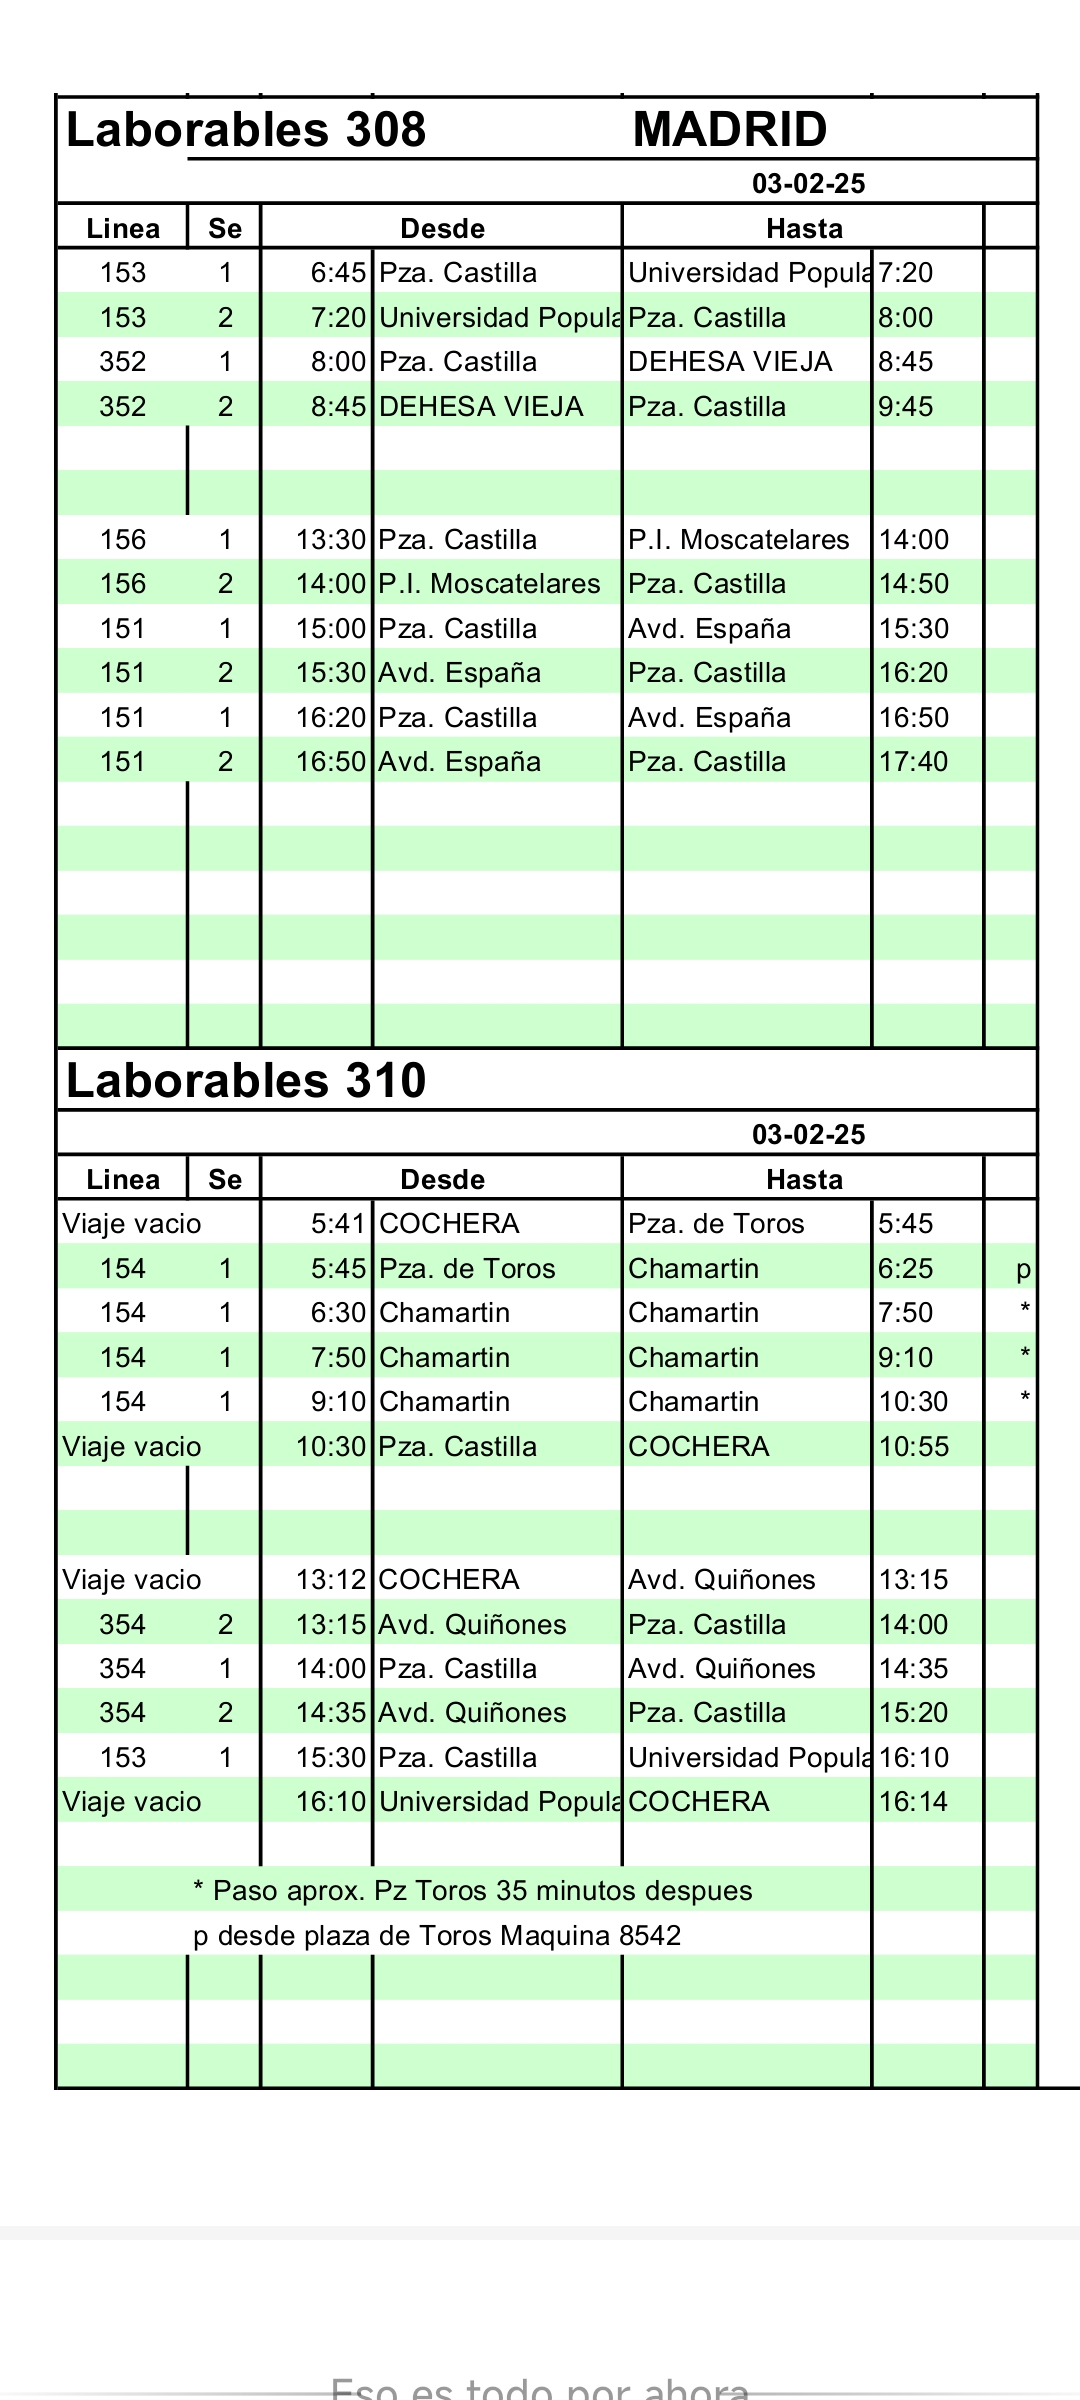 Laborables 308 MADRID
03-02-25
Linea Se Desde Hasta
153 1 6:45 Pza. Castilla Universidad Popula 7:20
153 2 7:20 Universidad Popula Pza. Castilla 8:00
352 1 8:00 Pza. Castilla DEHESA VIEJA 8:45
352 2 8:45 DEHESA VIEJA Pza. Castilla 9:45
156 1 13:30 Pza. Castilla P.I. Moscatelares 14:00
156 2 14:00 P.I. Moscatelares Pza. Castilla 14:50
151 1 15:00 Pza. Castilla Avd. España 15:30
151 2 15:30 Avd. España Pza. Castilla 16:20
151 1 16:20 Pza. Castilla Avd. España 16:50
151 2 16:50 Avd. España Pza. Castilla 17:40
Laborables 310
03-02-25
Linea Se Desde Hasta
Viaje vacio 5:41 COCHERA Pza. de Toros 5:45
154 1 5:45 Pza. de Toros Chamartin 6:25 p
154 1 6:30 Chamartin Chamartin 7:50 *
154 1 7:50 Chamartin Chamartin 9:10 *
154 1 9:10 Chamartin Chamartin 10:30 *
Viaje vacio 10:30 Pza. Castilla COCHERA 10:55
Viaje vacio 13:12 COCHERA Avd. Quiñones 13:15
354 2 13:15 Avd. Quiñones Pza. Castilla 14:00
354 1 14:00 Pza. Castilla Avd. Quiñones 14:35
354 2 14:35 Avd. Quiñones Pza. Castilla 15:20
153 1 15:30 Pza. Castilla Universidad Popula 16:10
Viaje vacio 16:10 Universidad Popula COCHERA 16:14
* Paso aprox. Pz Toros 35 minutos despues
p desde plaza de Toros Maquina 8542
Eso es todo por ahora